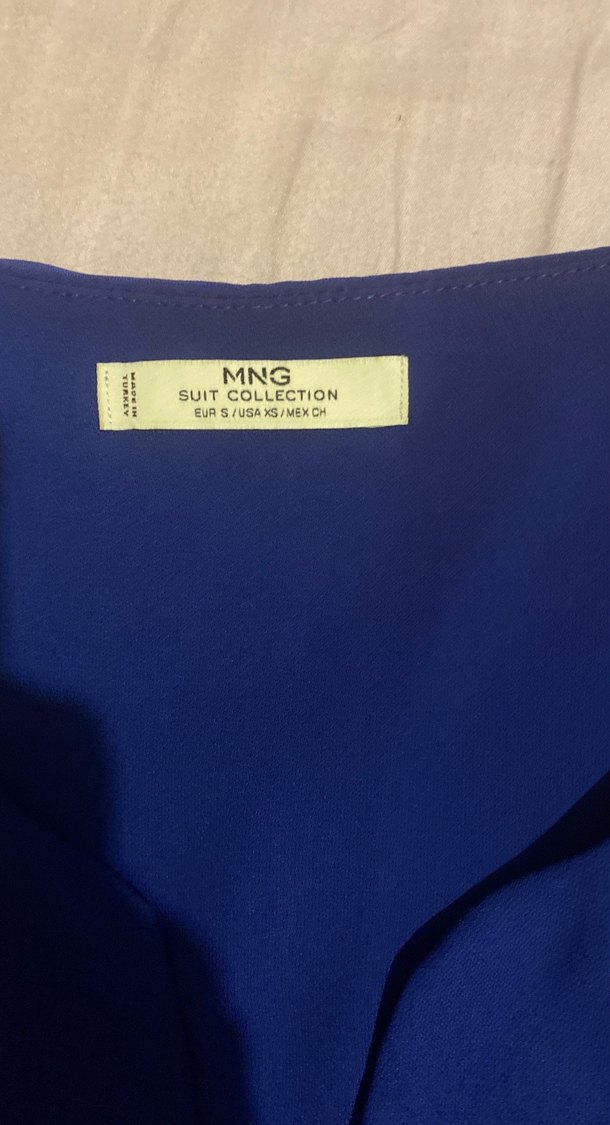 MNG
SUIT COLLECTION
EUR S / USA XS / MEX CH
MADE IN
TURKEY